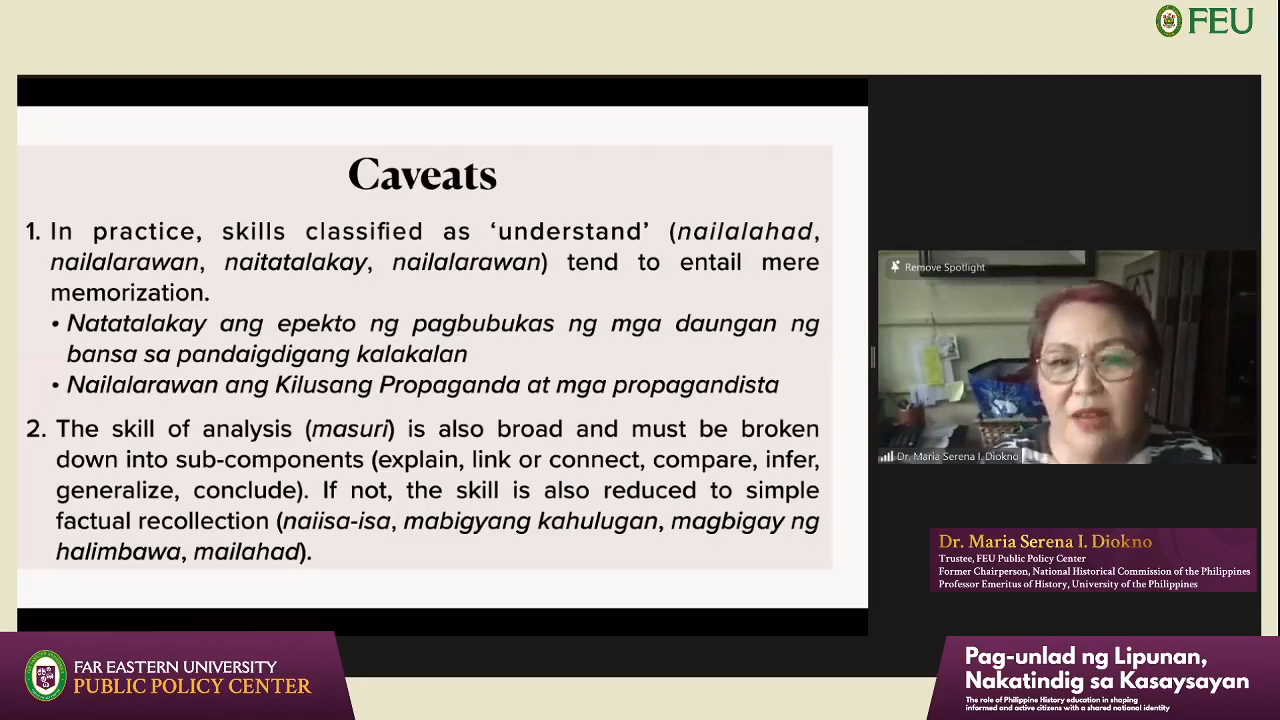 FEU
Caveats
1. In practice, skills classified as ‘understand’ (nailalahad,
nailalarawan, naitatalakay, nailalarawan) tend to entail mere
memorization.
• Natatalakay ang epekto ng pagbubukas ng mga daungan ng
bansa sa pandaigdigang kalakalan
• Nailalarawan ang Kilusang Propaganda at mga propagandista
2. The skill of analysis (masuri) is also broad and must be broken
down into sub-components (explain, link or connect, compare, infer,
generalize, conclude). If not, the skill is also reduced to simple
factual recollection (naiisa-isa, mabigyang kahulugan, magbigay ng
halimbawa, mailahad).
Remove Spotlight
Dr. Maria Serena I. Diokno
Dr. Maria Serena I. Diokno
Trustee, FEU Public Policy Center
Former Chairperson, National Historical Commission of the Philippines
Professor Emeritus of History, University of the Philippines
FAR EASTERN UNIVERSITY
PUBLIC POLICY CENTER
Pag-unlad ng Lipunan,
Nakatindig sa Kasaysayan
The role of Philippine History education in shaping
informed and active citizens with a shared national identity